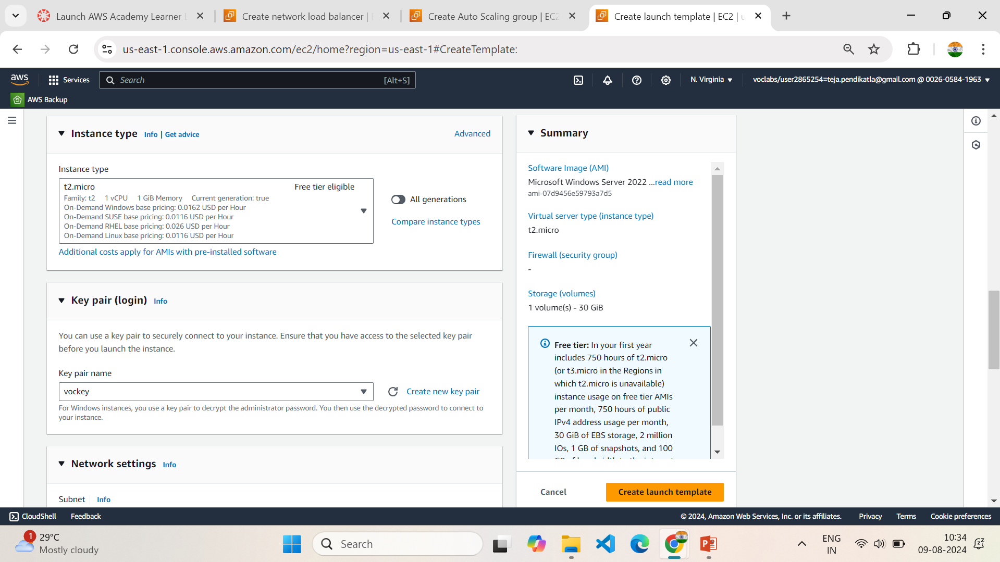 Launch AWS Academy Learner L
Create network load balancer | E
Create Auto Scaling group | EC2
Create launch template | EC2 | u
us-east-1.console.aws.amazon.com/ec2/home?region=us-east-1#CreateTemplate:
aws
Services
Search
[Alt+S]
N. Virginia
voclabs/user2865254=teja.pendikatla@gmail.com @ 0026-0584-1963
AWS Backup
Instance type Info | Get advice
Advanced
Instance type
t2.micro Free tier eligible
Family: t2 1 vCPU 1 GiB Memory Current generation: true
On-Demand Windows base pricing: 0.0162 USD per Hour
On-Demand SUSE base pricing: 0.0116 USD per Hour
On-Demand RHEL base pricing: 0.026 USD per Hour
On-Demand Linux base pricing: 0.0116 USD per Hour
All generations
Compare instance types
Additional costs apply for AMIs with pre-installed software
Key pair (login) Info
You can use a key pair to securely connect to your instance. Ensure that you have access to the selected key pair
before you launch the instance.
Key pair name
vockey
Create new key pair
For Windows instances, you use a key pair to decrypt the administrator password. You then use the decrypted password to connect to
your instance.
Network settings Info
Subnet Info
Summary
Software Image (AMI)
Microsoft Windows Server 2022 ...read more
ami-07d9456e59793a7d5
Virtual server type (instance type)
t2.micro
Firewall (security group)
-
Storage (volumes)
1 volume(s) - 30 GiB
Free tier: In your first year
includes 750 hours of t2.micro
(or t3.micro in the Regions in
which t2.micro is unavailable)
instance usage on free tier AMIs
per month, 750 hours of public
IPv4 address usage per month,
30 GiB of EBS storage, 2 million
IOs, 1 GB of snapshots, and 100
Cancel
Create launch template
CloudShell
Feedback
© 2024, Amazon Web Services, Inc. or its affiliates.
Privacy
Terms
Cookie preferences
1
29°C
Mostly cloudy
Search
ENG
IN
10:34
09-08-2024